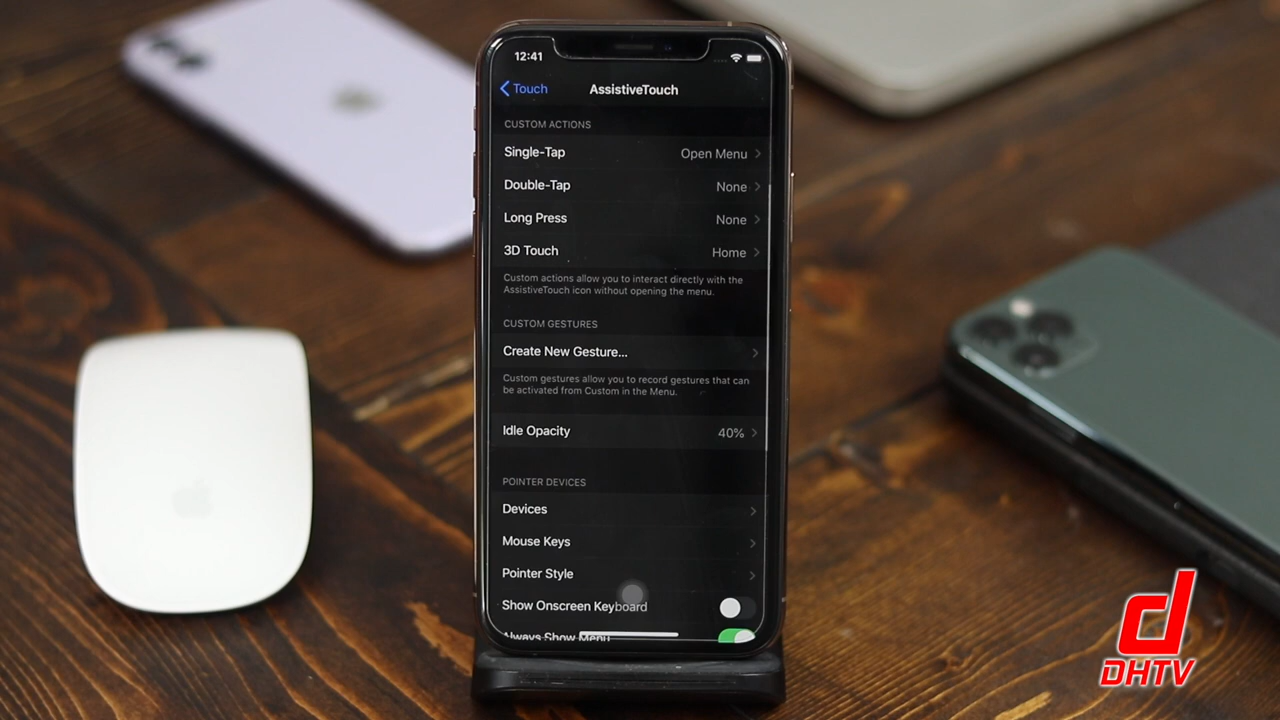 12:41
Touch
AssistiveTouch
CUSTOM ACTIONS
Single-Tap Open Menu
Double-Tap None
Long Press None
3D Touch Home
Custom actions allow you to interact directly with the
AssistiveTouch icon without opening the menu.
CUSTOM GESTURES
Create New Gesture...
Custom gestures allow you to record gestures that can
be activated from Custom in the Menu.
Idle Opacity 40%
POINTER DEVICES
Devices
Mouse Keys
Pointer Style
Show Onscreen Keyboard
Always Show Menu
d
DHTV